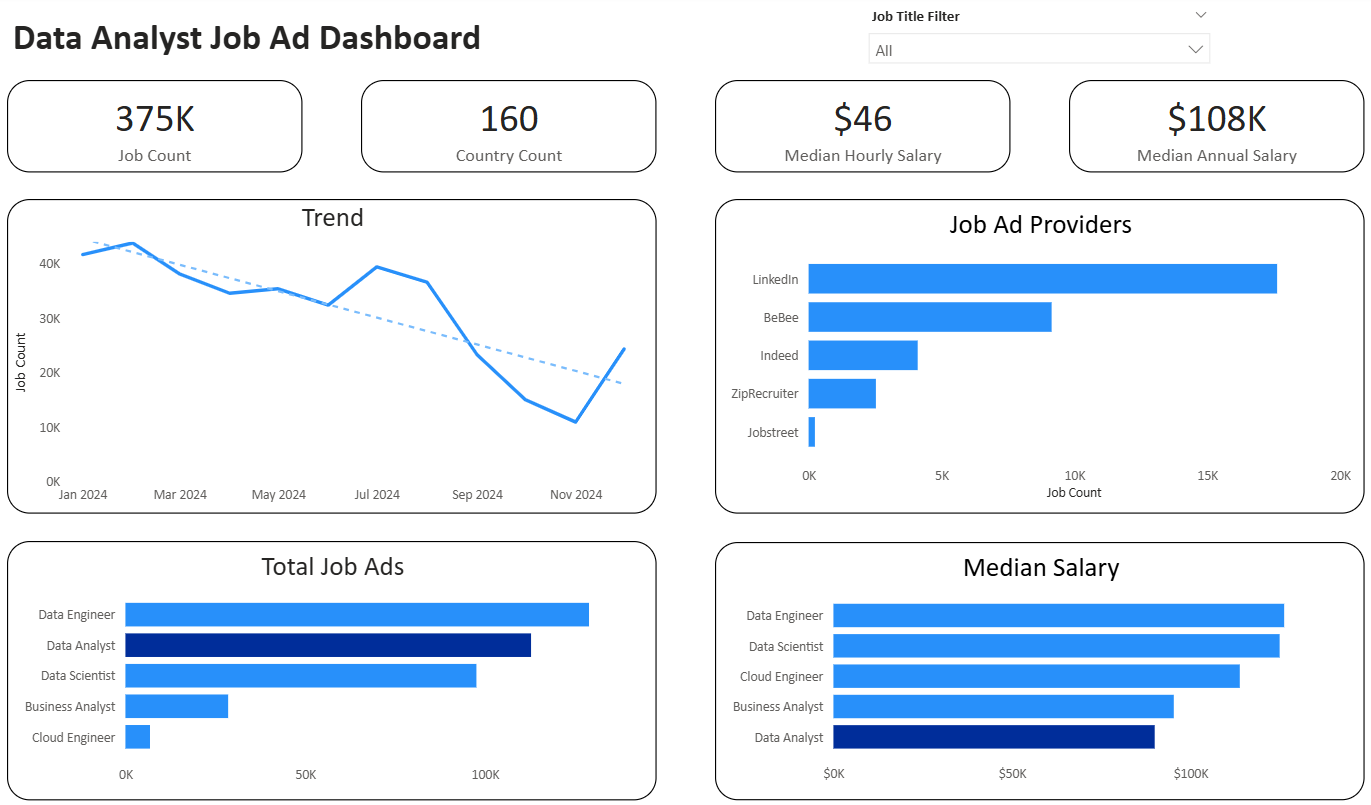 Data Analyst Job Ad Dashboard
Job Title Filter
All
375K
Job Count
160
Country Count
$46
Median Hourly Salary
$108K
Median Annual Salary
Trend
Job Count
40K
30K
20K
10K
0K
Jan 2024 Mar 2024 May 2024 Jul 2024 Sep 2024 Nov 2024
Job Ad Providers
LinkedIn
BeBee
Indeed
ZipRecruiter
Jobstreet
0K 5K 10K 15K 20K
Job Count
Total Job Ads
Data Engineer
Data Analyst
Data Scientist
Business Analyst
Cloud Engineer
0K 50K 100K
Median Salary
Data Engineer
Data Scientist
Cloud Engineer
Business Analyst
Data Analyst
$0K $50K $100K